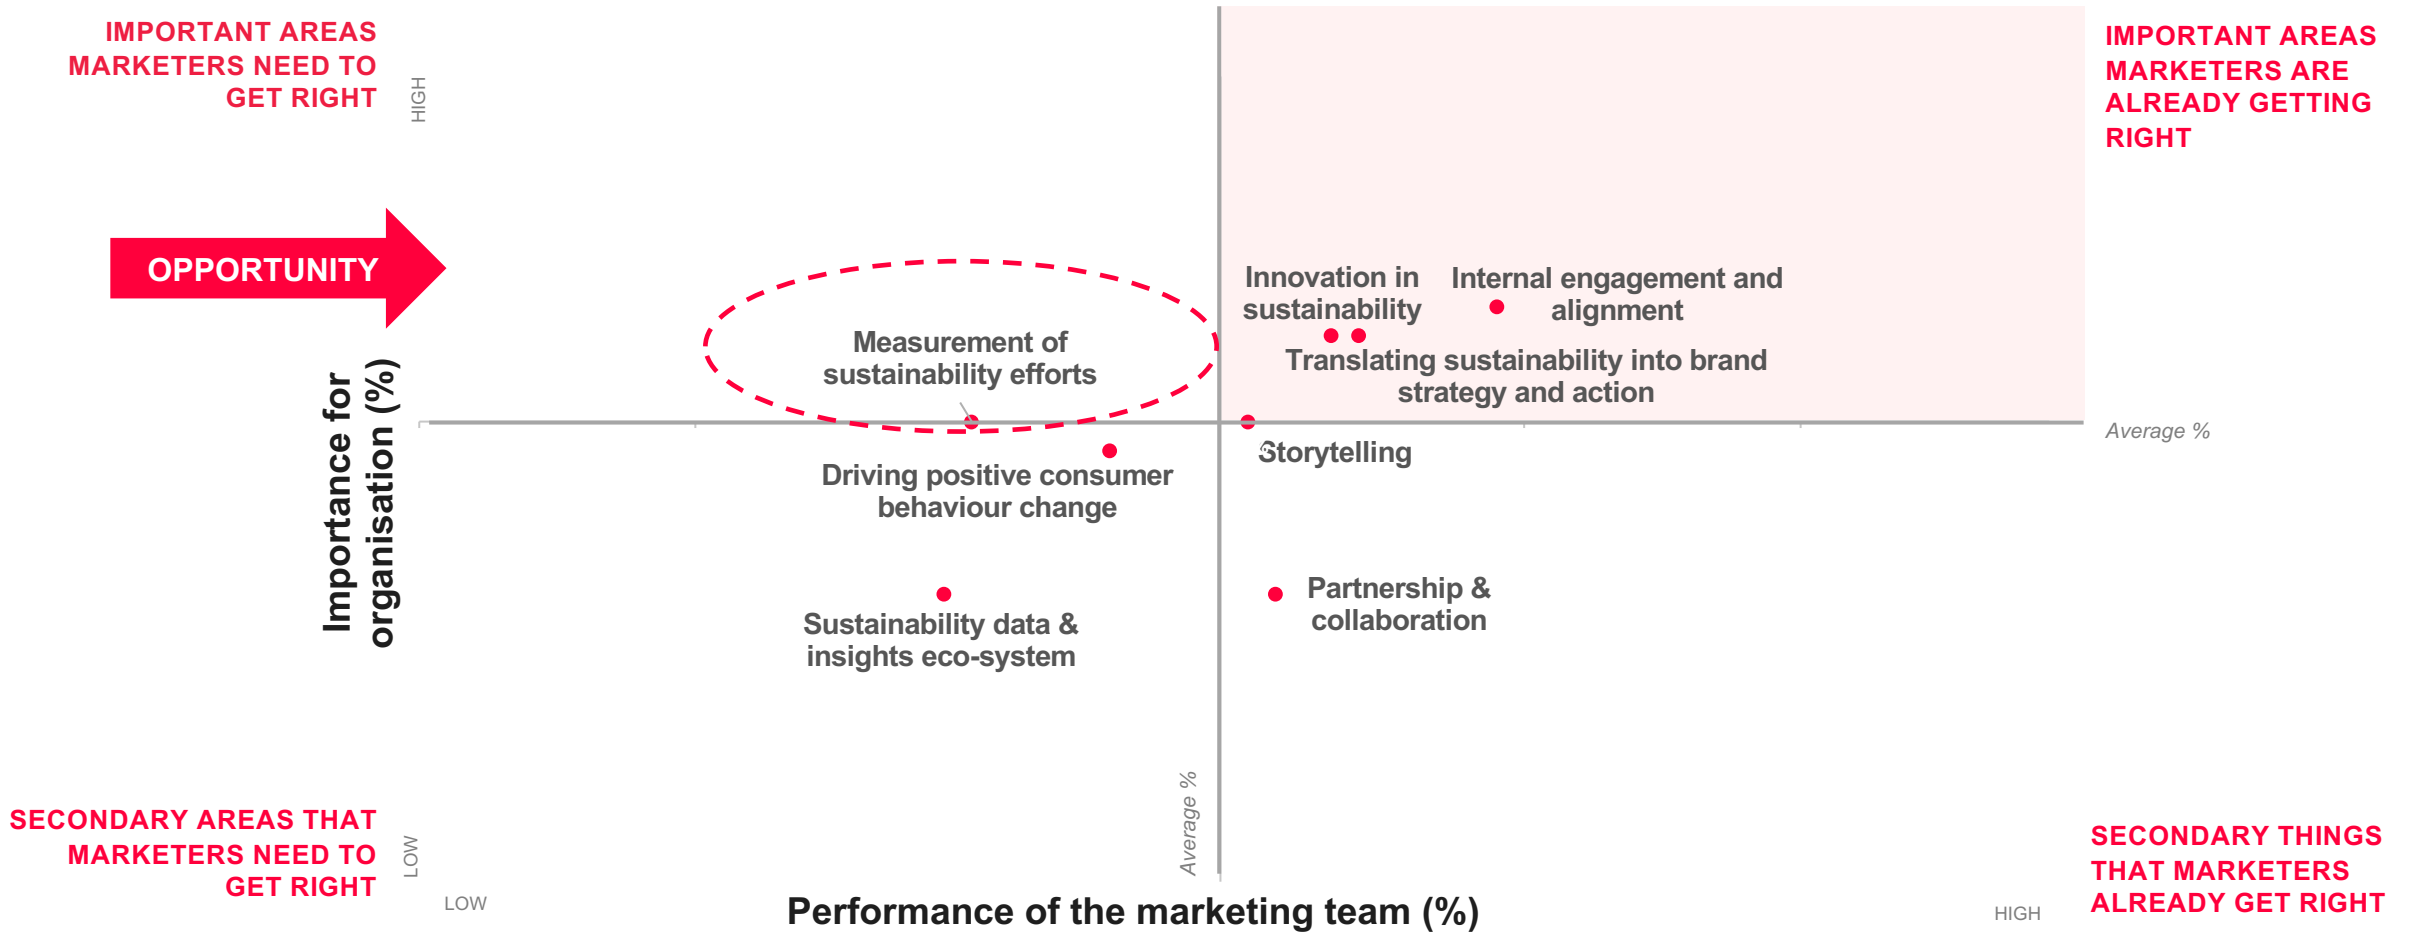 IMPORTANT AREAS
MARKETERS NEED TO
GET RIGHT
HIGH
IMPORTANT AREAS
MARKETERS ARE
ALREADY GETTING
RIGHT
OPPORTUNITY
Innovation in
sustainability
Internal engagement and
alignment
Measurement of
sustainability efforts
Translating sustainability into brand
strategy and action
Importance for
organisation (%)
Average %
Storytelling
Driving positive consumer
behaviour change
Partnership &
collaboration
Sustainability data &
insights eco-system
Average %
SECONDARY AREAS THAT
MARKETERS NEED TO
GET RIGHT
LOW
LOW
Performance of the marketing team (%)
HIGH
SECONDARY THINGS
THAT MARKETERS
ALREADY GET RIGHT